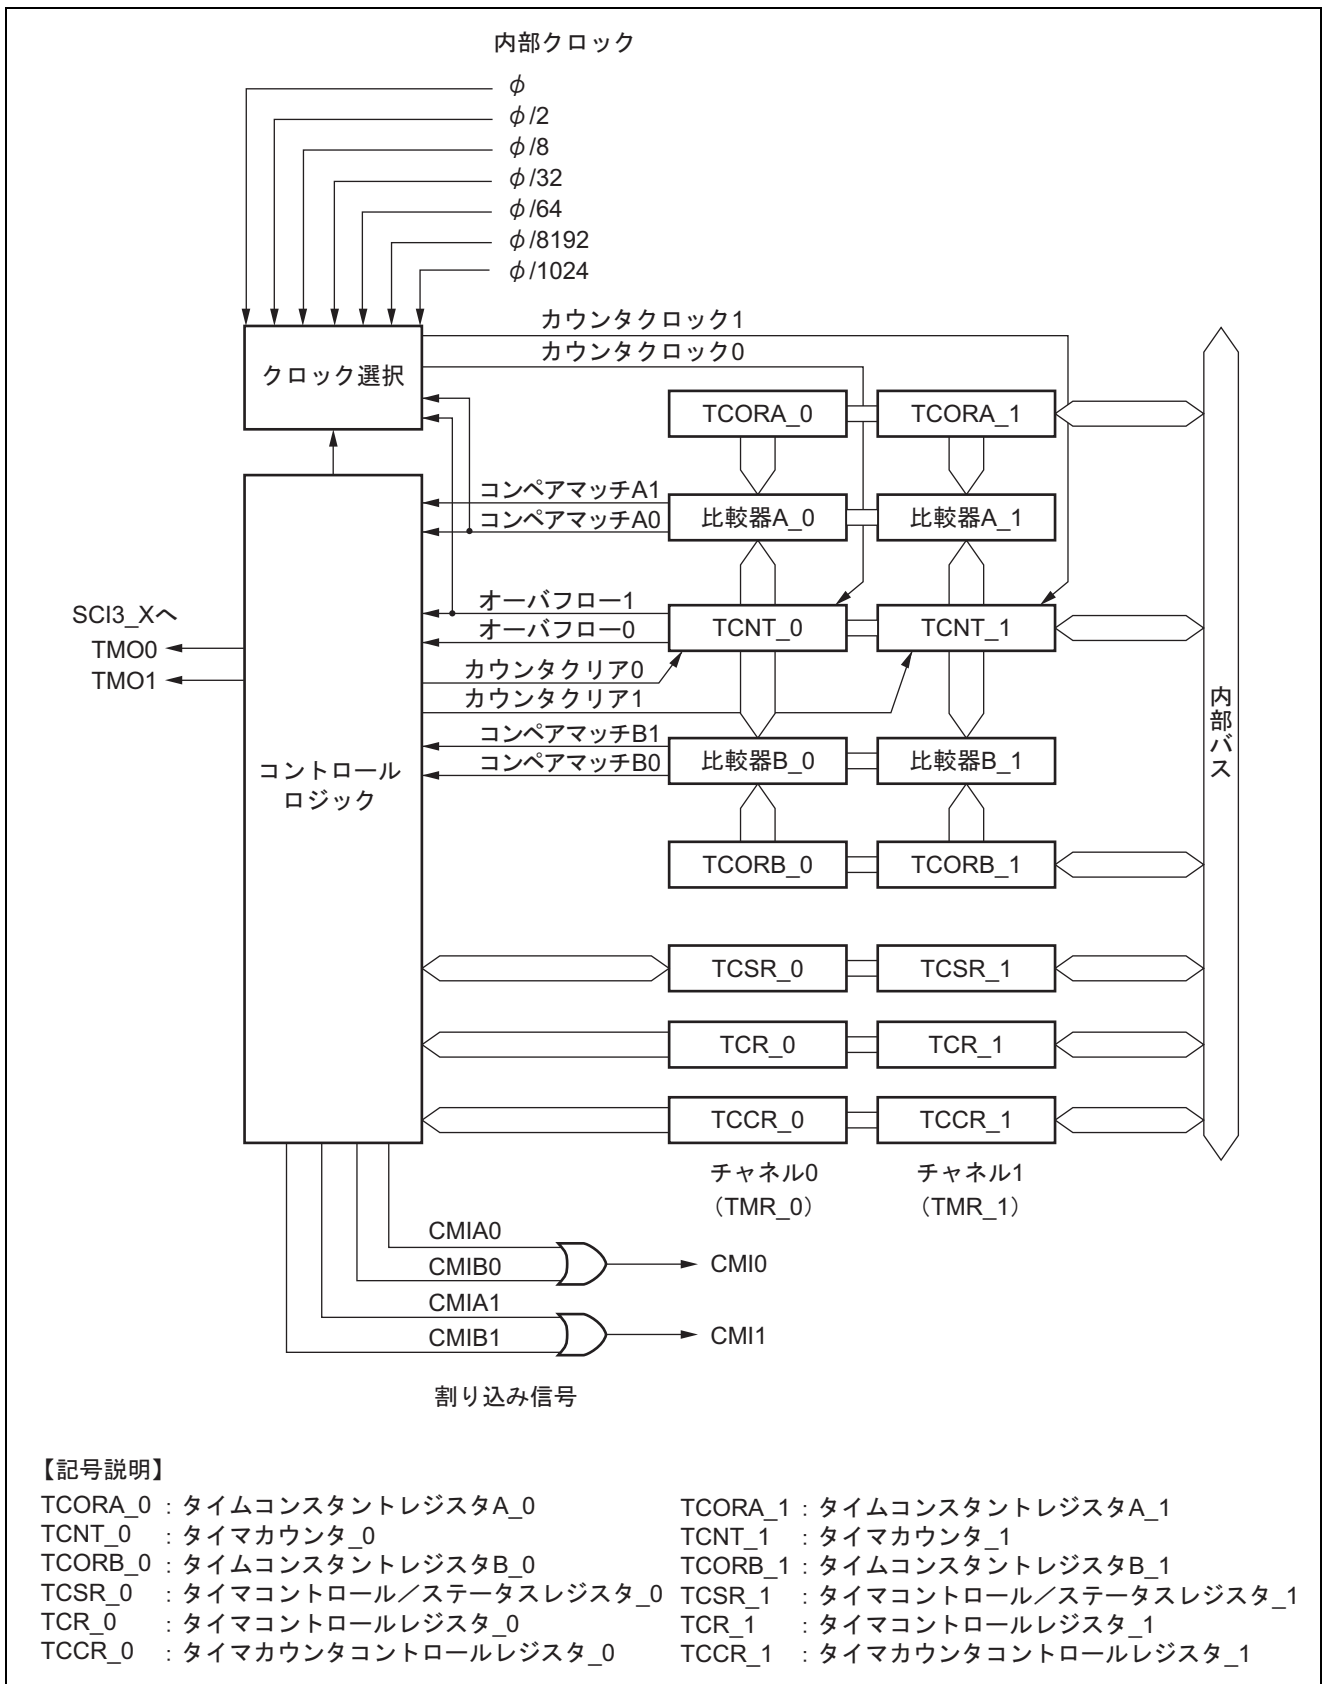 内部クロック
φ
φ/2
φ/8
φ/32
φ/64
φ/8192
φ/1024
カウンタクロック1
カウンタクロック0
クロック選択
TCORA_0
TCORA_1
コンペアマッチA1
コンペアマッチA0
比較器A_0
比較器A_1
SCI3_Xへ
TMO0
TMO1
オーバフロー1
オーバフロー0
TCNT_0
TCNT_1
カウンタクリア0
カウンタクリア1
内部バス
コンペアマッチB1
コンペアマッチB0
比較器B_0
比較器B_1
コントロール
ロジック
TCORB_0
TCORB_1
TCSR_0
TCSR_1
TCR_0
TCR_1
TCCR_0
TCCR_1
チャネル0
（TMR_0）
チャネル1
（TMR_1）
CMIA0
CMIB0
CMI0
CMIA1
CMIB1
CMI1
割り込み信号
【記号説明】
TCORA_0 : タイムコンスタントレジスタA_0
TCNT_0 : タイマカウンタ_0
TCORB_0 : タイムコンスタントレジスタB_0
TCSR_0 : タイマコントロール／ステータスレジスタ_0
TCR_0 : タイマコントロールレジスタ_0
TCCR_0 : タイマカウンタコントロールレジスタ_0
TCORA_1 : タイムコンスタントレジスタA_1
TCNT_1 : タイマカウンタ_1
TCORB_1 : タイムコンスタントレジスタB_1
TCSR_1 : タイマコントロール／ステータスレジスタ_1
TCR_1 : タイマコントロールレジスタ_1
TCCR_1 : タイマカウンタコントロールレジスタ_1